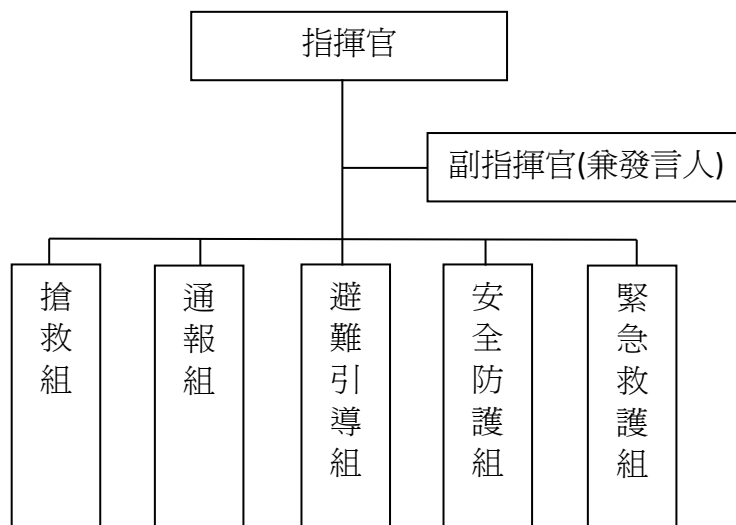 指揮官
副指揮官(兼發言人)
搶救組
通報組
避難引導組
安全防護組
緊急救護組